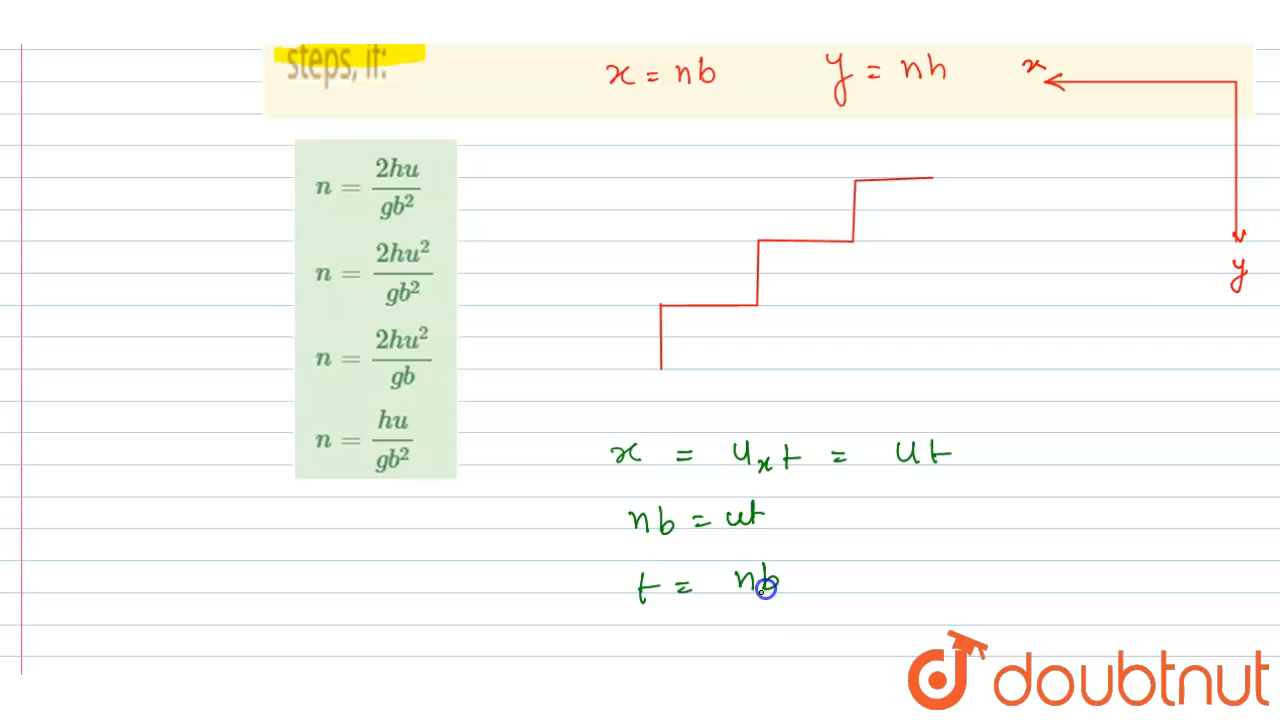 steps, if:
x = nb y = nh x
y
n = 2hu/gb²
n = 2hu²/gb²
n = 2hu²/gb
n = hu/gb²
x = uₓt = ut
nb = ut
t = nb
doubtnut